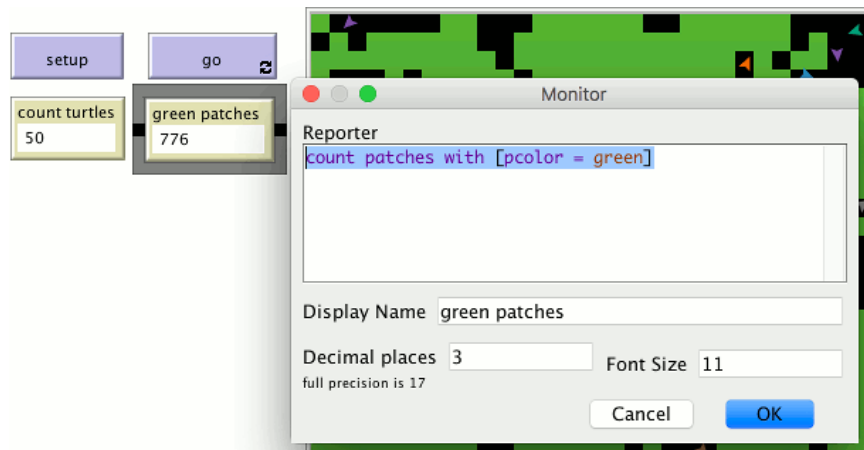 setup
go
count turtles
50
green patches
776
Monitor
Reporter
count patches with [pcolor = green]
Display Name green patches
Decimal places 3
full precision is 17
Font Size 11
Cancel
OK